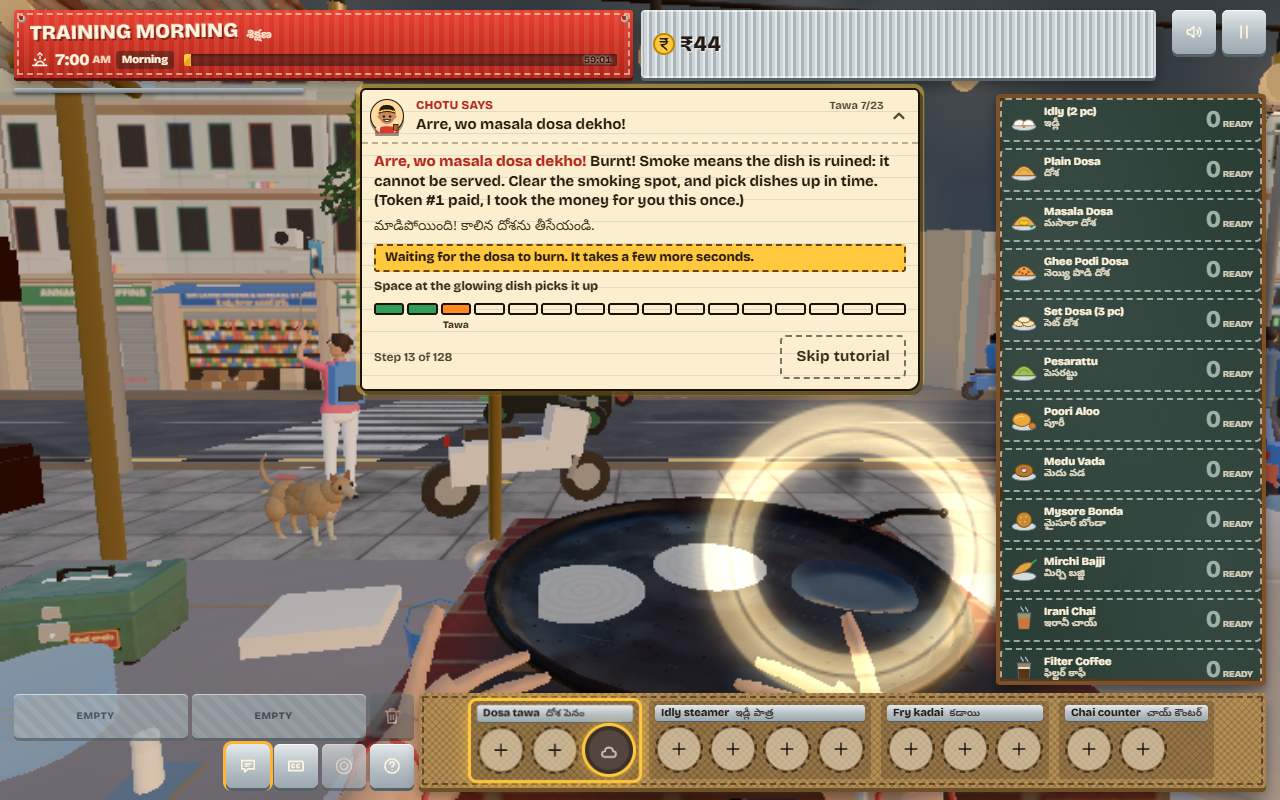 TRAINING MORNING శిక్షణ
7:00 AM Morning 59:01
₹ ₹44
CHOTU SAYS
Tawa 7/23
Arre, wo masala dosa dekho!
Arre, wo masala dosa dekho! Burnt! Smoke means the dish is ruined: it
cannot be served. Clear the smoking spot, and pick dishes up in time.
(Token #1 paid, I took the money for you this once.)
మాడిపోయింది! కాలిన దోశను తీసేయండి.
Waiting for the dosa to burn. It takes a few more seconds.
Space at the glowing dish picks it up
Tawa
Step 13 of 128
Skip tutorial
Idly (2 pc)
ఇడ్లీ
0 READY
Plain Dosa
దోశ
0 READY
Masala Dosa
మసాలా దోశ
0 READY
Ghee Podi Dosa
నెయ్యి పొడి దోశ
0 READY
Set Dosa (3 pc)
సెట్ దోశ
0 READY
Pesarattu
పెసరట్టు
0 READY
Poori Aloo
పూరీ
0 READY
Medu Vada
మెదు వడ
0 READY
Mysore Bonda
మైసూర్ బోండా
0 READY
Mirchi Bajji
మిర్చి బజ్జి
0 READY
Irani Chai
ఇరానీ చాయ్
0 READY
Filter Coffee
ఫిల్టర్ కాఫీ
0 READY
EMPTY
EMPTY
CC
Dosa tawa దోశ పెనం
Idly steamer ఇడ్లీ పాత్ర
Fry kadai కడాయి
Chai counter చాయ్ కౌంటర్